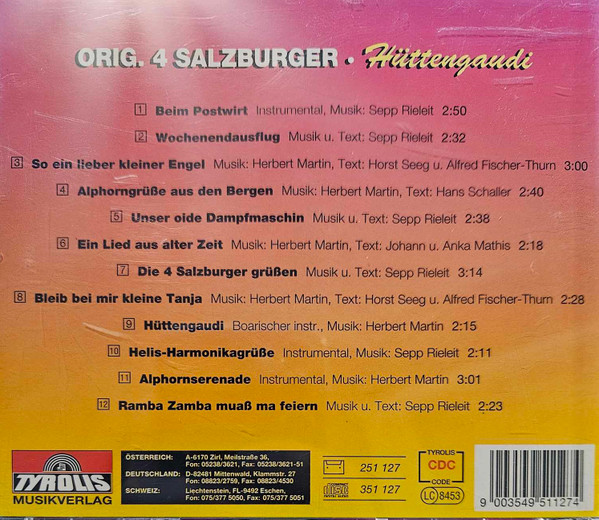 ORIG. 4 SALZBURGER • Hüttengaudi
1 Beim Postwirt Instrumental, Musik: Sepp Rieleit 2:50
2 Wochenendausflug Musik u. Text: Sepp Rieleit 2:32
3 So ein lieber kleiner Engel Musik: Herbert Martin, Text: Horst Seeg u. Alfred Fischer-Thurn 3:00
4 Alphorngrüße aus den Bergen Musik: Herbert Martin, Text: Hans Schaller 2:40
5 Unser oide Dampfmaschin Musik u. Text: Sepp Rieleit 2:38
6 Ein Lied aus alter Zeit Musik: Herbert Martin, Text: Johann u. Anka Mathis 2:18
7 Die 4 Salzburger grüßen Musik u. Text: Sepp Rieleit 3:14
8 Bleib bei mir kleine Tanja Musik: Herbert Martin, Text: Horst Seeg u. Alfred Fischer-Thurn 2:28
9 Hüttengaudi Boarischer instr., Musik: Herbert Martin 2:15
10 Helis-Harmonikagrüße Instrumental, Musik: Sepp Rieleit 2:11
11 Alphornserenade Instrumental, Musik: Herbert Martin 3:01
12 Ramba Zamba muaß ma feiern Musik u. Text: Sepp Rieleit 2:23
TYROLIS
MUSIKVERLAG
ÖSTERREICH: A-6170 Zirl, Meilstraße 36,
Fon: 05238/3621, Fax: 05238/3621-51
DEUTSCHLAND: D-82481 Mittenwald, Klammstr. 27
Fon: 08823/2759, Fax: 08823/4530
SCHWEIZ: Liechtenstein, FL-9492 Eschen,
Fon: 075/377 5050, Fax: 075/377 5051
251 127
351 127
TYROLIS
CDC
CODE
LC 8453
9 003549 511274